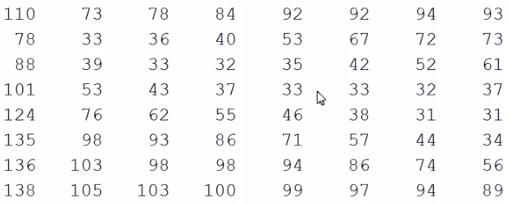 110 73 78 84 92 92 94 93
78 33 36 40 53 67 72 73
88 39 33 32 35 42 52 61
101 53 43 37 33 33 32 37
124 76 62 55 46 38 31 31
135 98 93 86 71 57 44 34
136 103 98 98 94 86 74 56
138 105 103 100 99 97 94 89